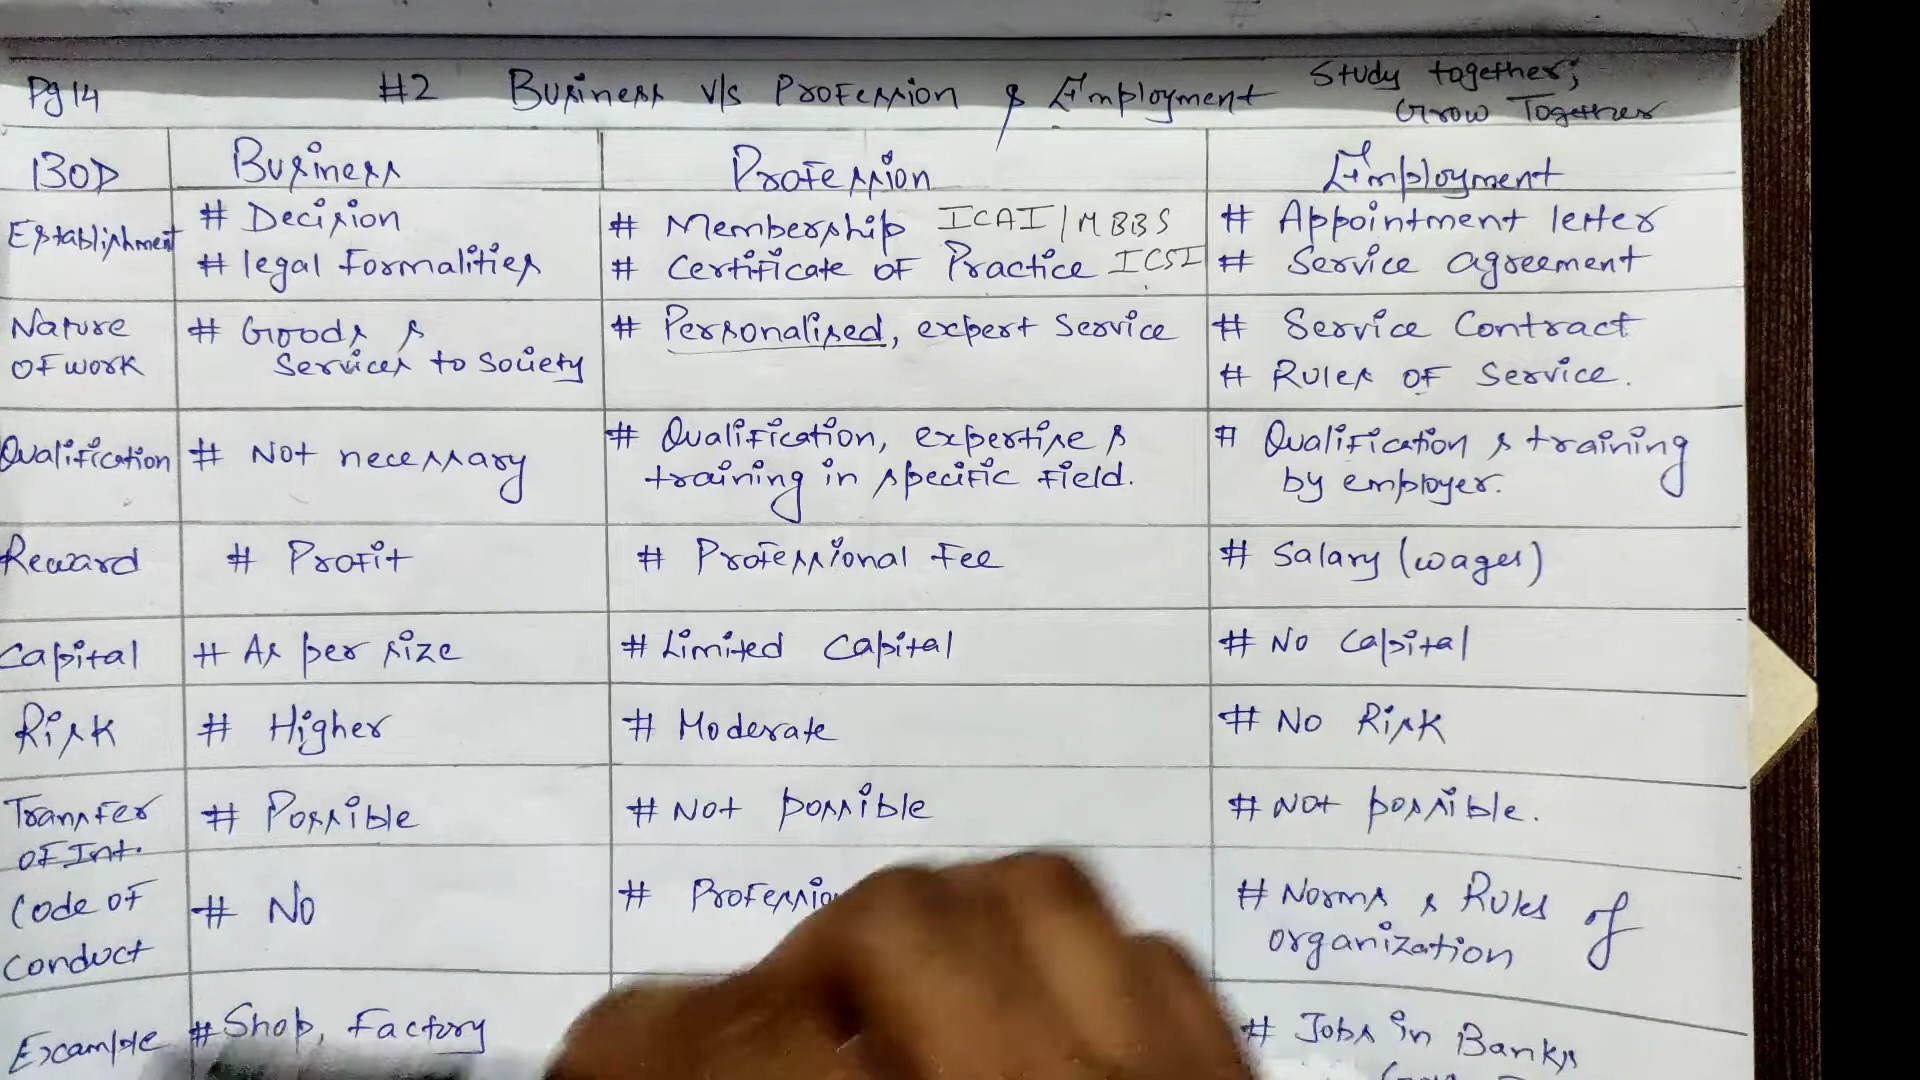 Pg 14
#2 Business v/s Profession & Employment
Study together;
Grow Together
BOD
Business
Profession
Employment
Establishment
# Decision
# legal Formalities
# Membership ICAI/MBBS
# Certificate of Practice ICSI
# Appointment letter
# Service agreement
Nature
of work
# Goods &
Services to Society
# Personalised, expert service
# Service Contract
# Rules of Service.
Qualification
# Not necessary
# Qualification, expertise &
training in specific field.
# Qualification & training
by employer.
Reward
# Profit
# Professional Fee
# Salary (wages)
Capital
# As per size
# Limited Capital
# No Capital
Risk
# Higher
# Moderate
# No Risk
Transfer
of Int.
# Possible
# Not possible
# Not possible.
Code of
conduct
# No
# Professio
# Norms & Rules of
organization
Example
# Shop, Factory
# Jobs in Banks